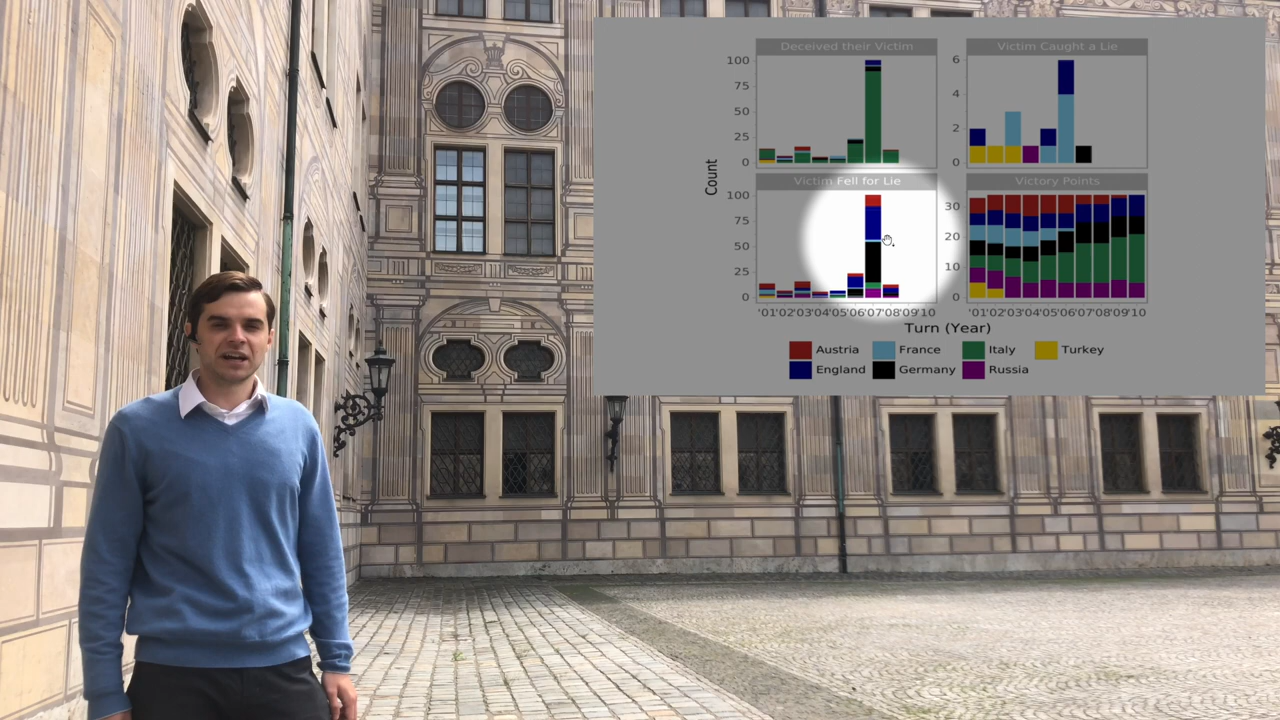 Deceived their Victim
Victim Caught a Lie
100
75
50
25
0
6
4
2
0
Count
Victim Fell for Lie
Victory Points
100
75
50
25
0
30
20
10
0
'01'02'03'04'05'06'07'08'09'10
'01'02'03'04'05'06'07'08'09'10
Turn (Year)
Austria France Italy Turkey
England Germany Russia